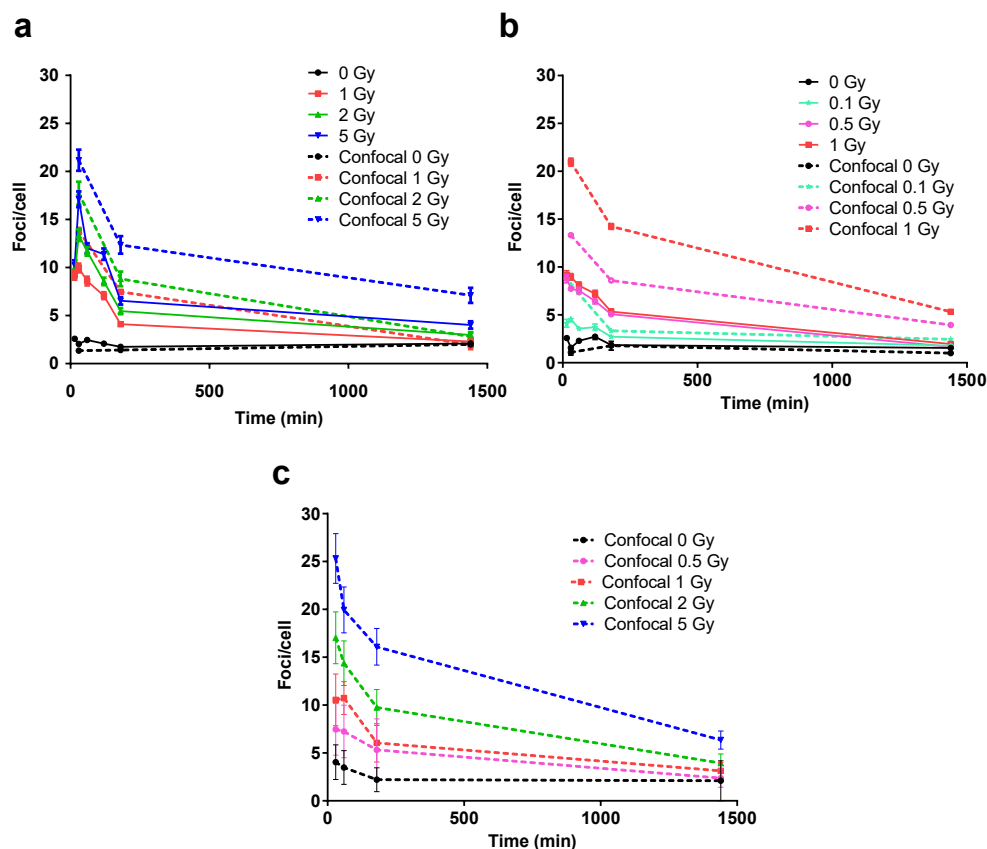 a
30
25
20
15
10
5
0
0
500
1000
1500
Foci/cell
Time (min)
0 Gy
1 Gy
2 Gy
5 Gy
Confocal 0 Gy
Confocal 1 Gy
Confocal 2 Gy
Confocal 5 Gy
b
30
25
20
15
10
5
0
0
500
1000
1500
Foci/cell
Time (min)
0 Gy
0.1 Gy
0.5 Gy
1 Gy
Confocal 0 Gy
Confocal 0.1 Gy
Confocal 0.5 Gy
Confocal 1 Gy
c
30
25
20
15
10
5
0
0
500
1000
1500
Foci/cell
Time (min)
Confocal 0 Gy
Confocal 0.5 Gy
Confocal 1 Gy
Confocal 2 Gy
Confocal 5 Gy